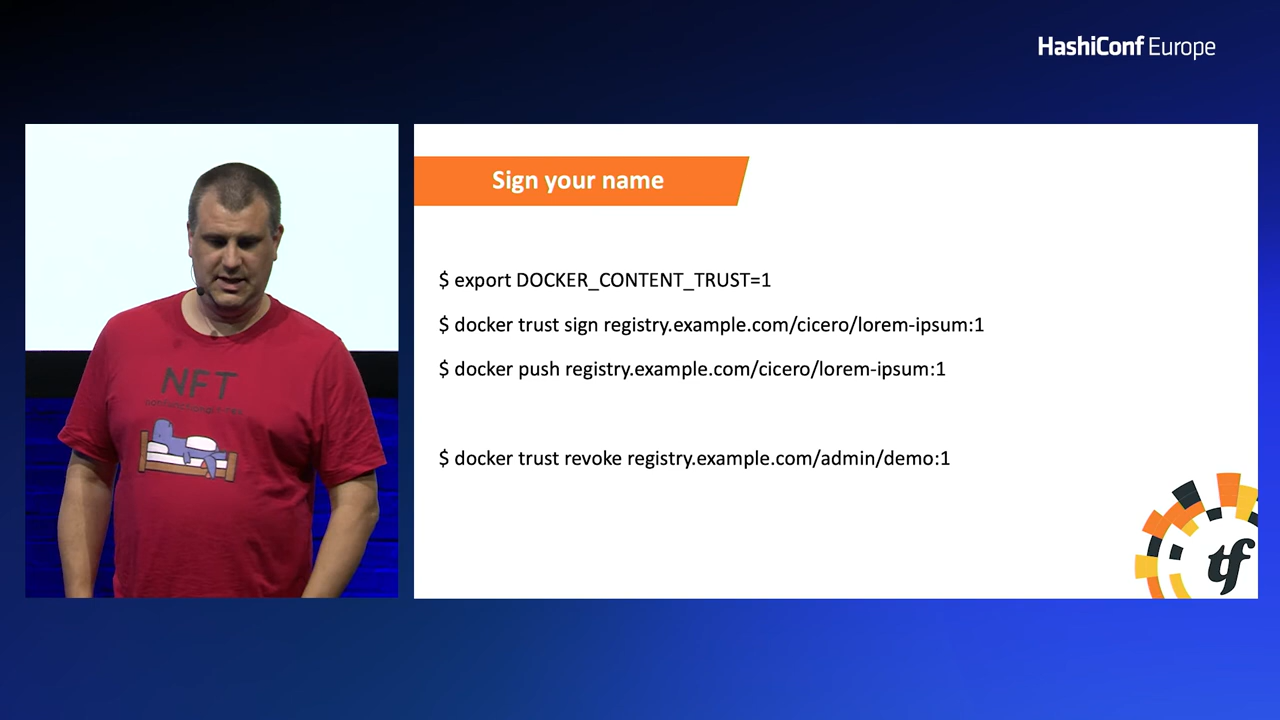 HashiConf Europe
Sign your name
$ export DOCKER_CONTENT_TRUST=1
$ docker trust sign registry.example.com/cicero/lorem-ipsum:1
$ docker push registry.example.com/cicero/lorem-ipsum:1
$ docker trust revoke registry.example.com/admin/demo:1
NFT
tf